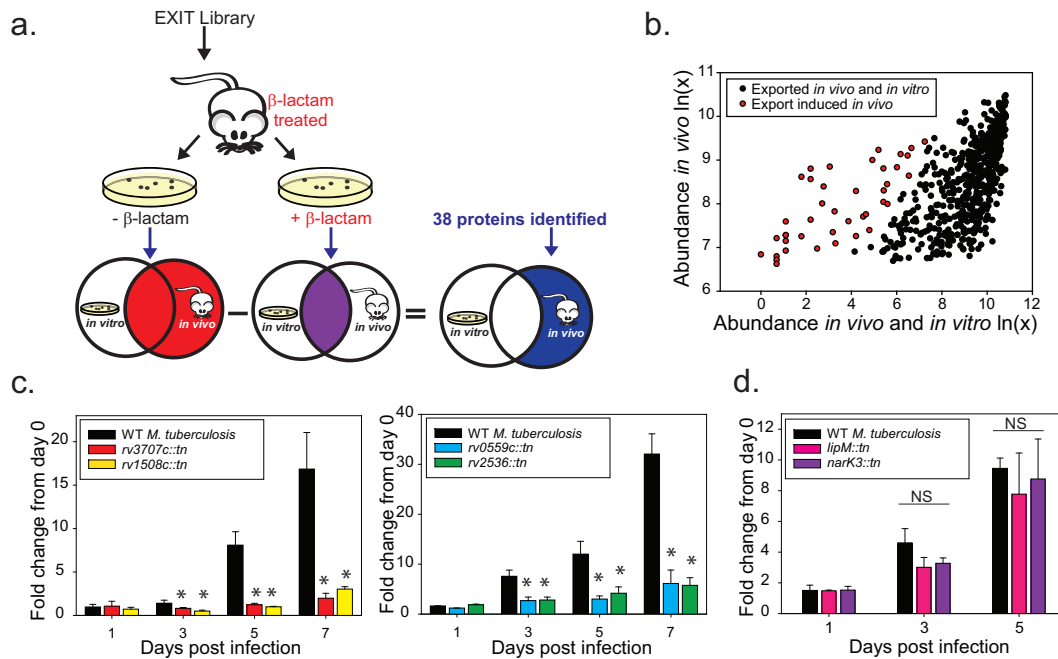 a.
EXIT Library
β-lactam
treated
- β-lactam
+ β-lactam
38 proteins identified
in vitro
in vivo
in vitro
in vivo
in vitro
in vivo
b.
Exported in vivo and in vitro
Export induced in vivo
Abundance in vivo ln(x)
11
10
9
8
7
6
0 2 4 6 8 10 12
Abundance in vivo and in vitro ln(x)
c.
WT M. tuberculosis
rv3707c::tn
rv1508c::tn
Fold change from day 0
20
15
10
5
0
* * * * * *
1 3 5 7
Days post infection
WT M. tuberculosis
rv0559c::tn
rv2536::tn
Fold change from day 0
40
30
20
10
0
* * * * * *
1 3 5 7
Days post infection
d.
WT M. tuberculosis
lipM::tn
narK3::tn
Fold change from day 0
12
10
8
6
4
2
0
NS
NS
1 3 5
Days post infection